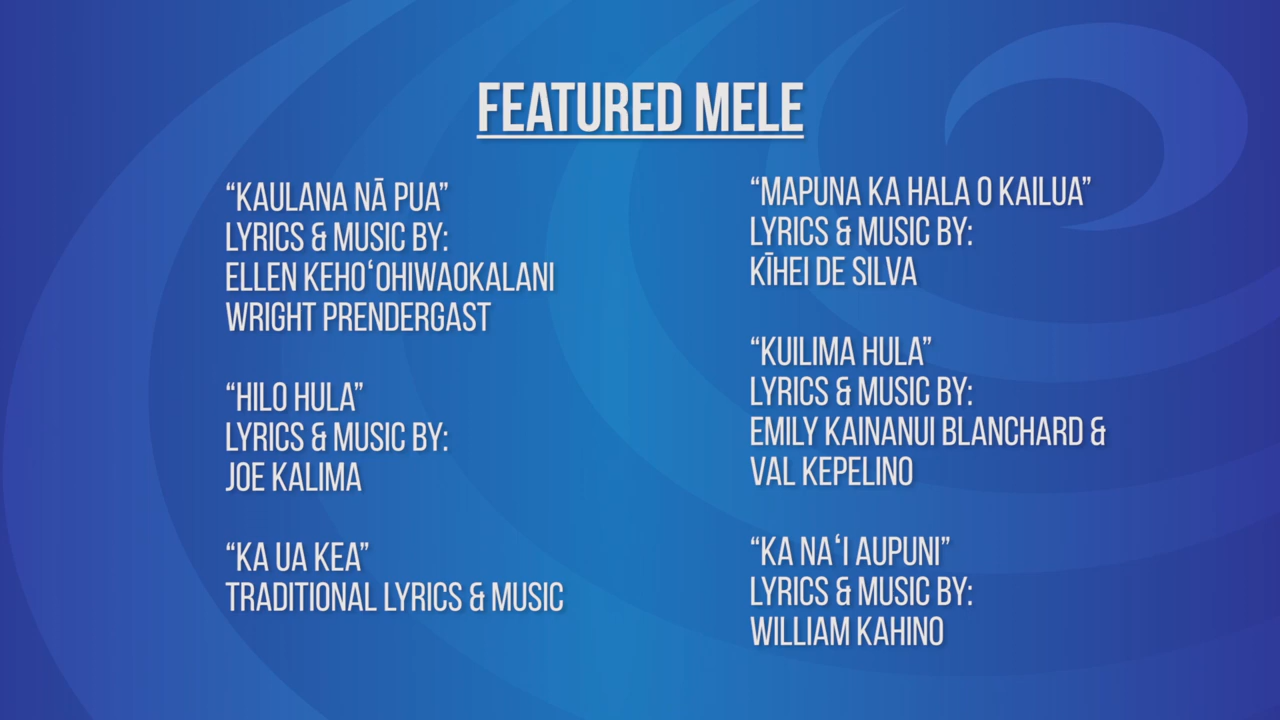 FEATURED MELE
“KAULANA NĀ PUA”
LYRICS & MUSIC BY:
ELLEN KEHOʻOHIWAOKALANI
WRIGHT PRENDERGAST
“HILO HULA”
LYRICS & MUSIC BY:
JOE KALIMA
“KA UA KEA”
TRADITIONAL LYRICS & MUSIC
“MAPUNA KA HALA O KAILUA”
LYRICS & MUSIC BY:
KĪHEI DE SILVA
“KUILIMA HULA”
LYRICS & MUSIC BY:
EMILY KAINANUI BLANCHARD &
VAL KEPELINO
“KA NAʻI AUPUNI”
LYRICS & MUSIC BY:
WILLIAM KAHINO